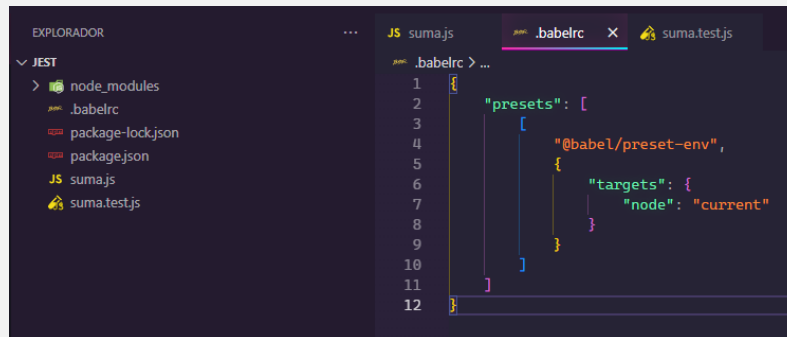 EXPLORADOR ...
JEST
node_modules
.babelrc
package-lock.json
package.json
JS suma.js
suma.test.js
JS suma.js .babelrc × suma.test.js
.babelrc > ...
1 {
2 "presets": [
3 [
4 "@babel/preset-env",
5 {
6 "targets": {
7 "node": "current"
8 }
9 }
10 ]
11 ]
12 }